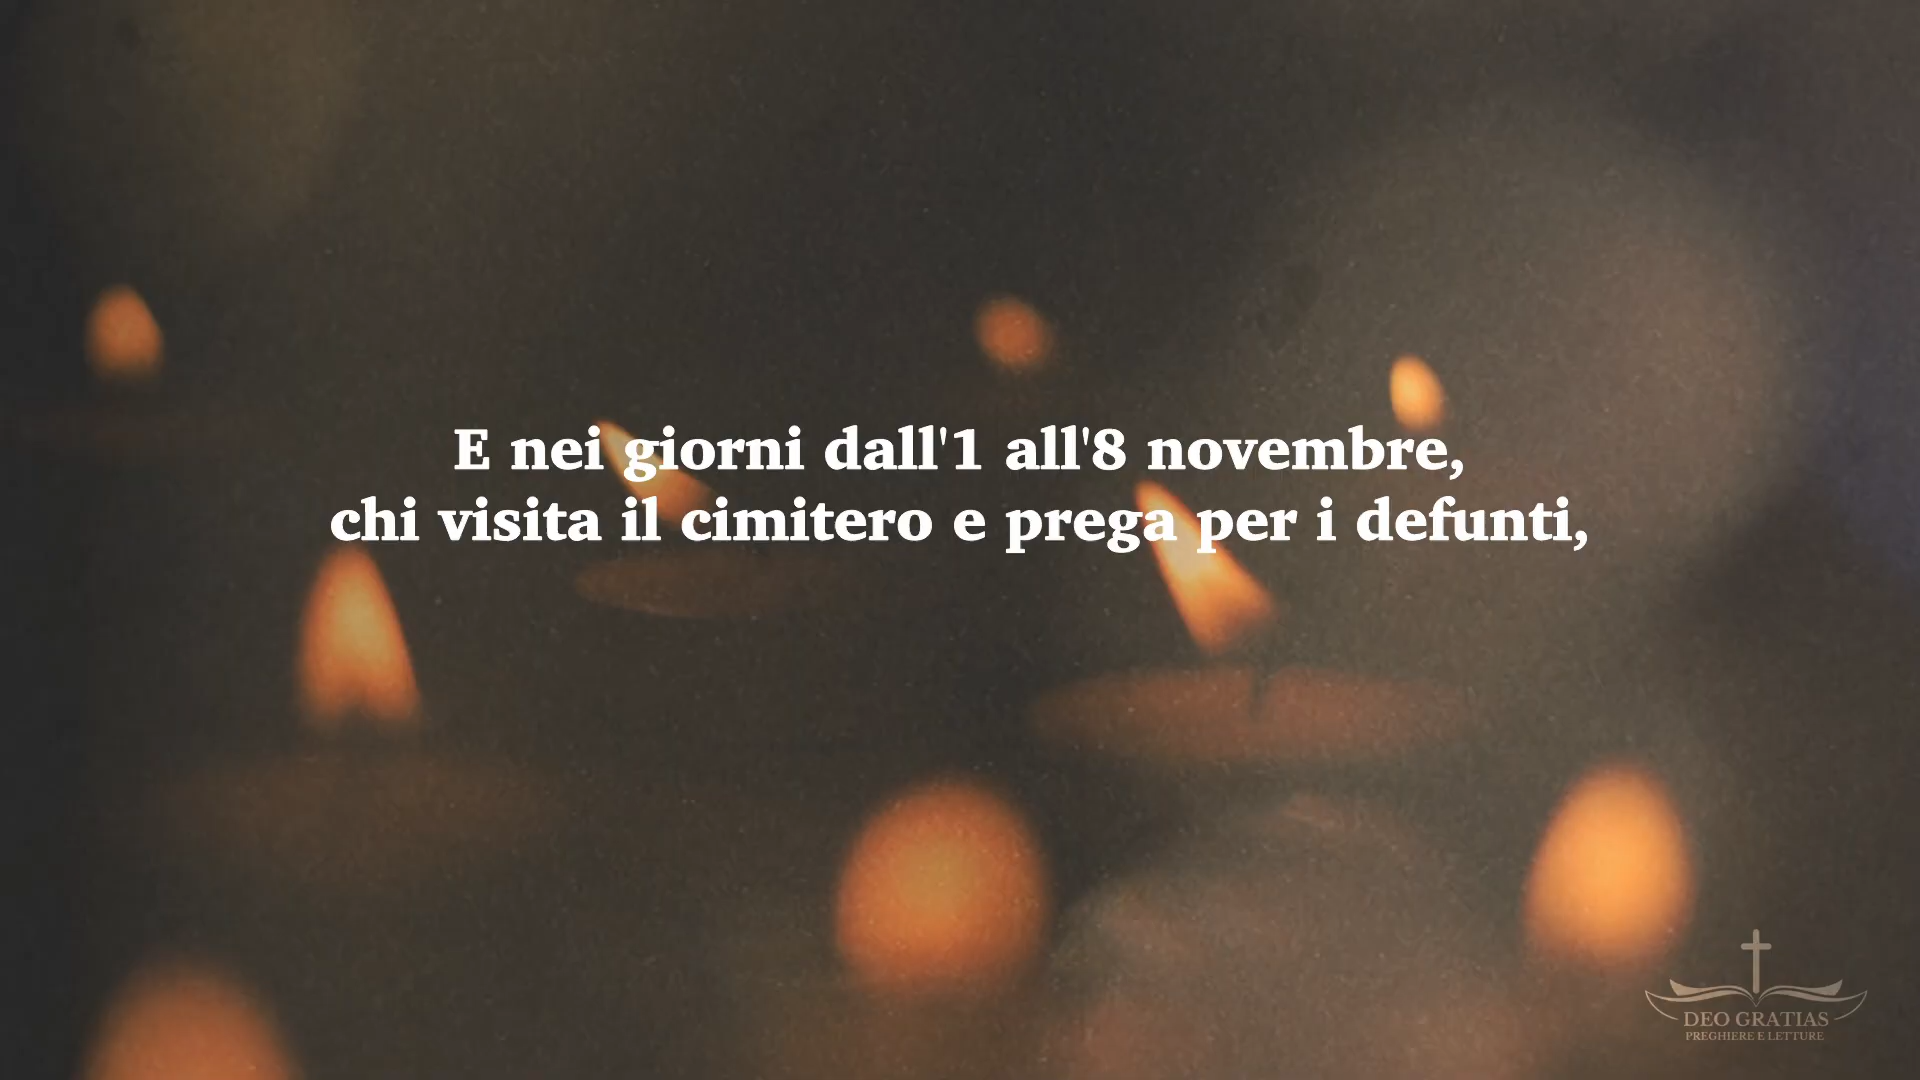 E nei giorni dall'1 all'8 novembre,
chi visita il cimitero e prega per i defunti,
DEO GRATIAS
PREGHIERE E LETTURE